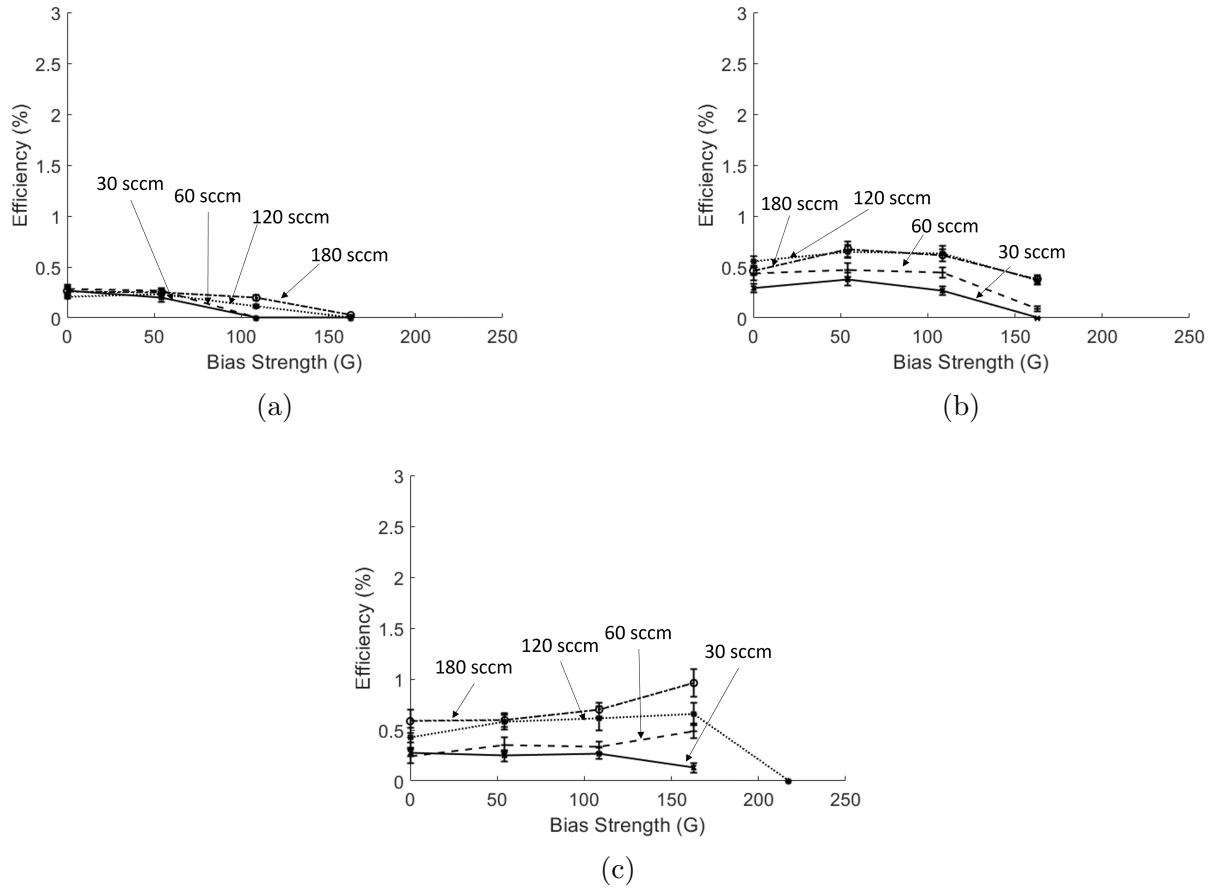 3
2.5
2
1.5
1
0.5
0
Efficiency (%)
30 sccm
60 sccm
120 sccm
180 sccm
0 50 100 150 200 250
Bias Strength (G)
(a)
3
2.5
2
1.5
1
0.5
0
Efficiency (%)
180 sccm
120 sccm
60 sccm
30 sccm
0 50 100 150 200 250
Bias Strength (G)
(b)
3
2.5
2
1.5
1
0.5
0
Efficiency (%)
180 sccm
120 sccm
60 sccm
30 sccm
0 50 100 150 200 250
Bias Strength (G)
(c)